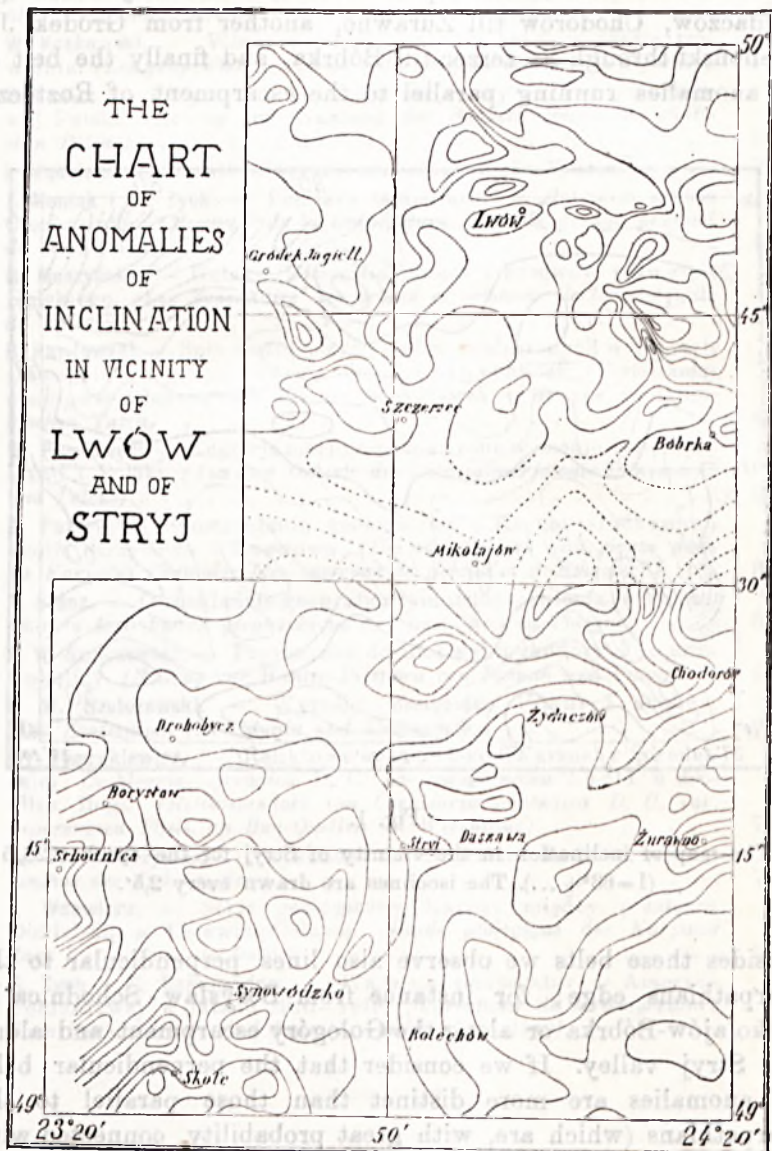 THE
CHART
OF
ANOMALIES
OF
INCLINATION
IN VICINITY
OF
LWÓW
AND OF
STRYJ
50°
LWÓW
Gródek Jagiell.
45'
Szczerzec
Bóbrka
Mikołajów
30'
Chodorów
Drohobycz
Żydaczów
Borysław
Stryj
Daszawa
Żurawno
15'
15'
Schodnica
Synowódzko
Bolechów
Skole
49°
49°
23°20'
50'
24°20'